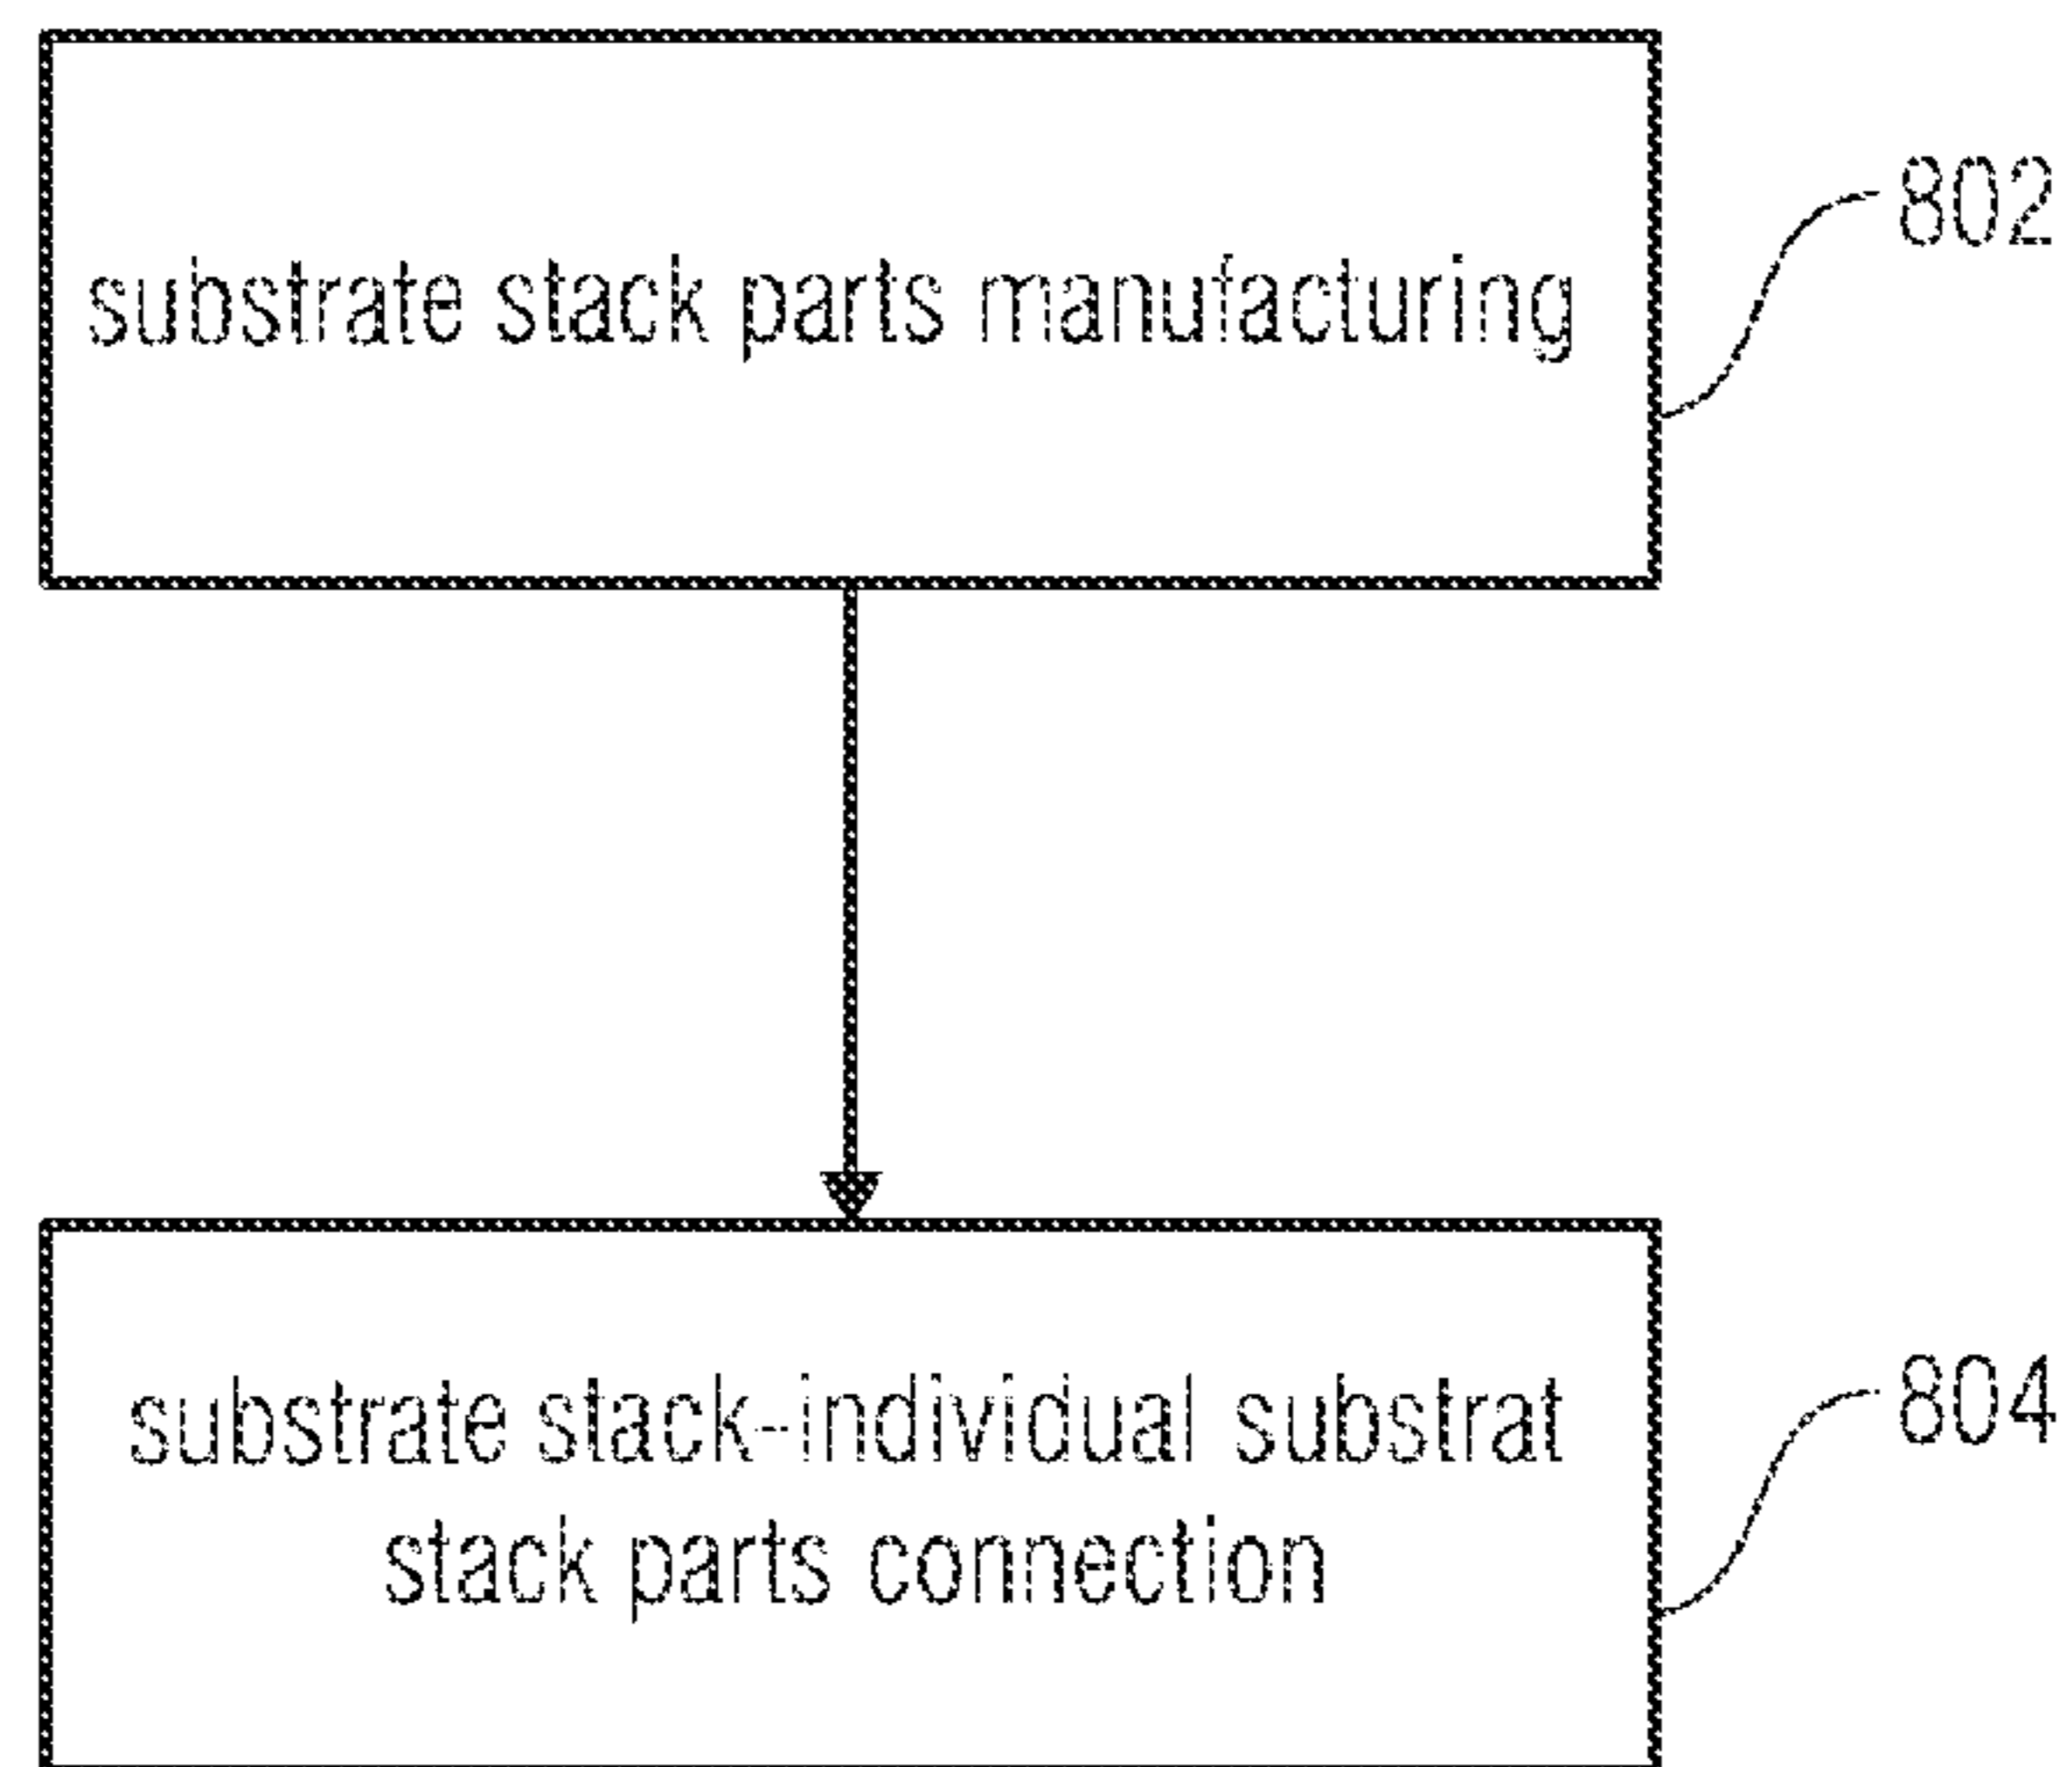 substrate stack parts manufacturing
802
substrate stack-individual substrat
stack parts connection
804